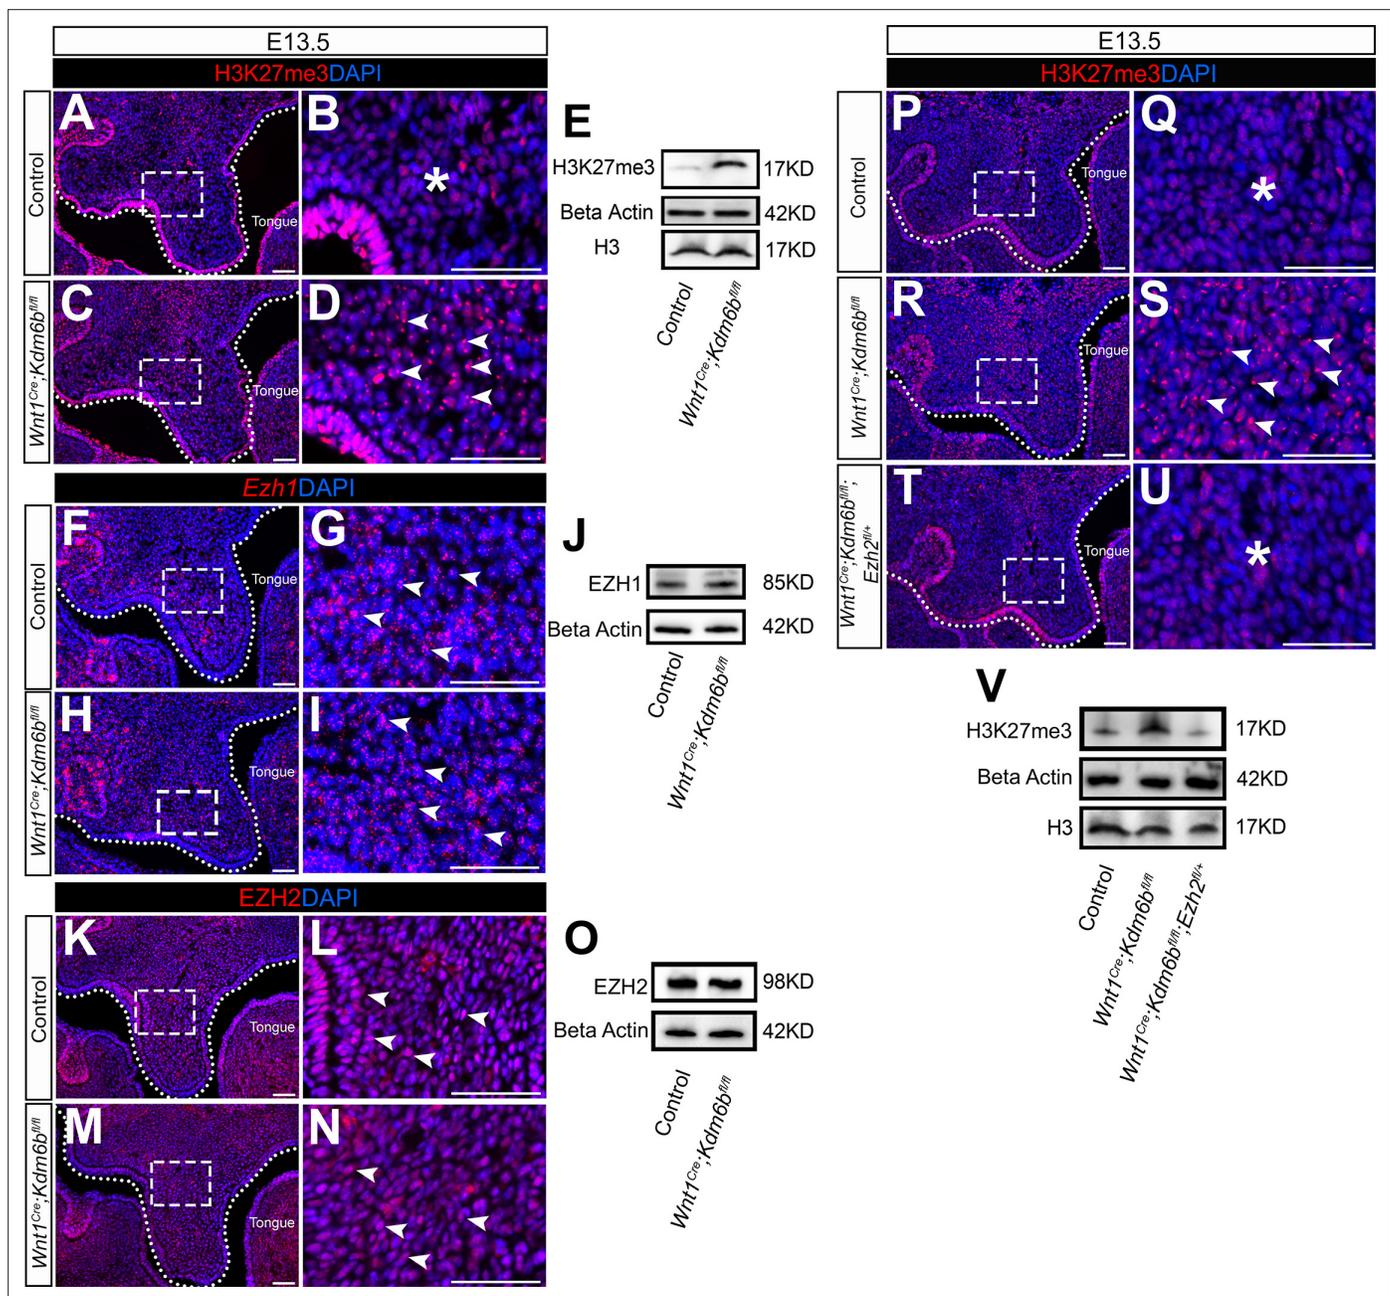 E13.5
H3K27me3DAPI
Control
A
Tongue
B
*
Wnt1Cre;Kdm6bfl/fl
C
Tongue
D
E
H3K27me3 17KD
Beta Actin 42KD
H3 17KD
Control
Wnt1Cre;Kdm6bfl/fl
Ezh1DAPI
Control
F
Tongue
G
Wnt1Cre;Kdm6bfl/fl
H
Tongue
I
J
EZH1 85KD
Beta Actin 42KD
Control
Wnt1Cre;Kdm6bfl/fl
EZH2DAPI
Control
K
Tongue
L
Wnt1Cre;Kdm6bfl/fl
M
Tongue
N
O
EZH2 98KD
Beta Actin 42KD
Control
Wnt1Cre;Kdm6bfl/fl
E13.5
H3K27me3DAPI
Control
P
Tongue
Q
*
Wnt1Cre;Kdm6bfl/fl
R
Tongue
S
Wnt1Cre;Kdm6bfl/fl;
Ezh2fl/+
T
Tongue
U
*
V
H3K27me3 17KD
Beta Actin 42KD
H3 17KD
Control
Wnt1Cre;Kdm6bfl/fl
Wnt1Cre;Kdm6bfl/fl;Ezh2fl/+